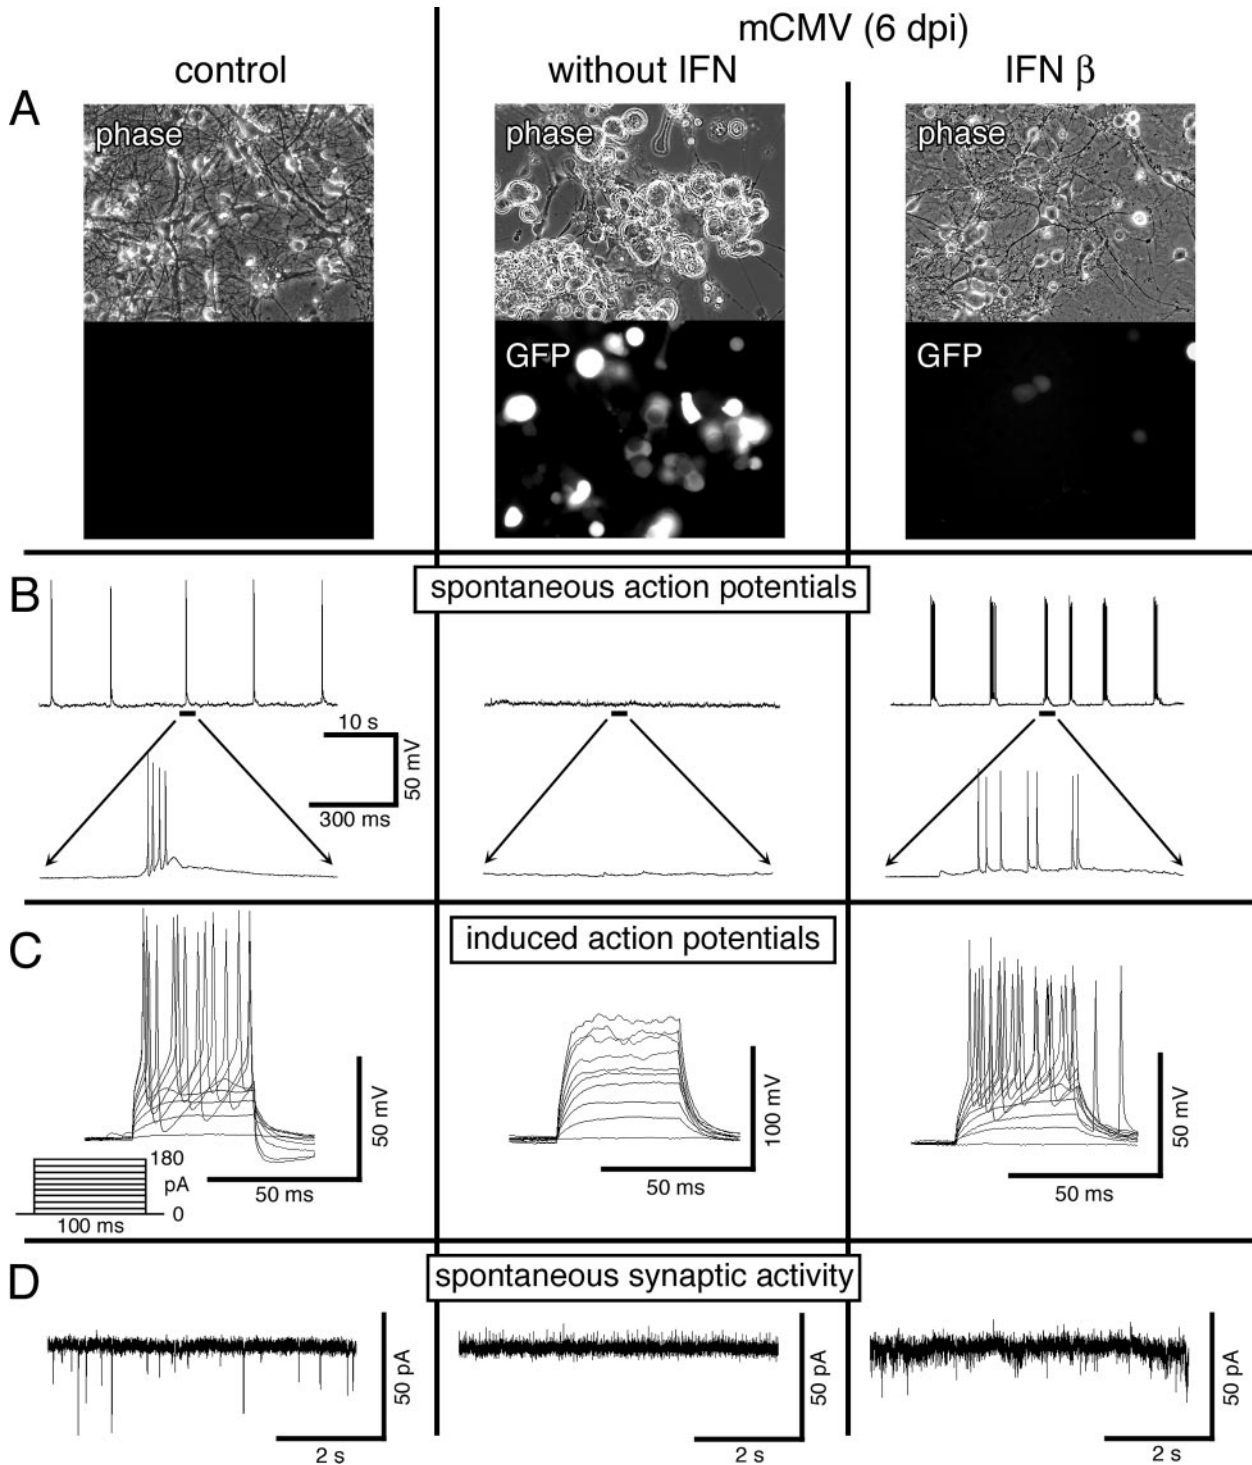 mCMV (6 dpi)
control
without IFN
IFN β
A
phase
phase
phase
GFP
GFP
B
spontaneous action potentials
10 s
50 mV
300 ms
C
induced action potentials
50 mV
100 mV
50 mV
180
pA
0
100 ms
50 ms
50 ms
50 ms
D
spontaneous synaptic activity
50 pA
50 pA
50 pA
2 s
2 s
2 s